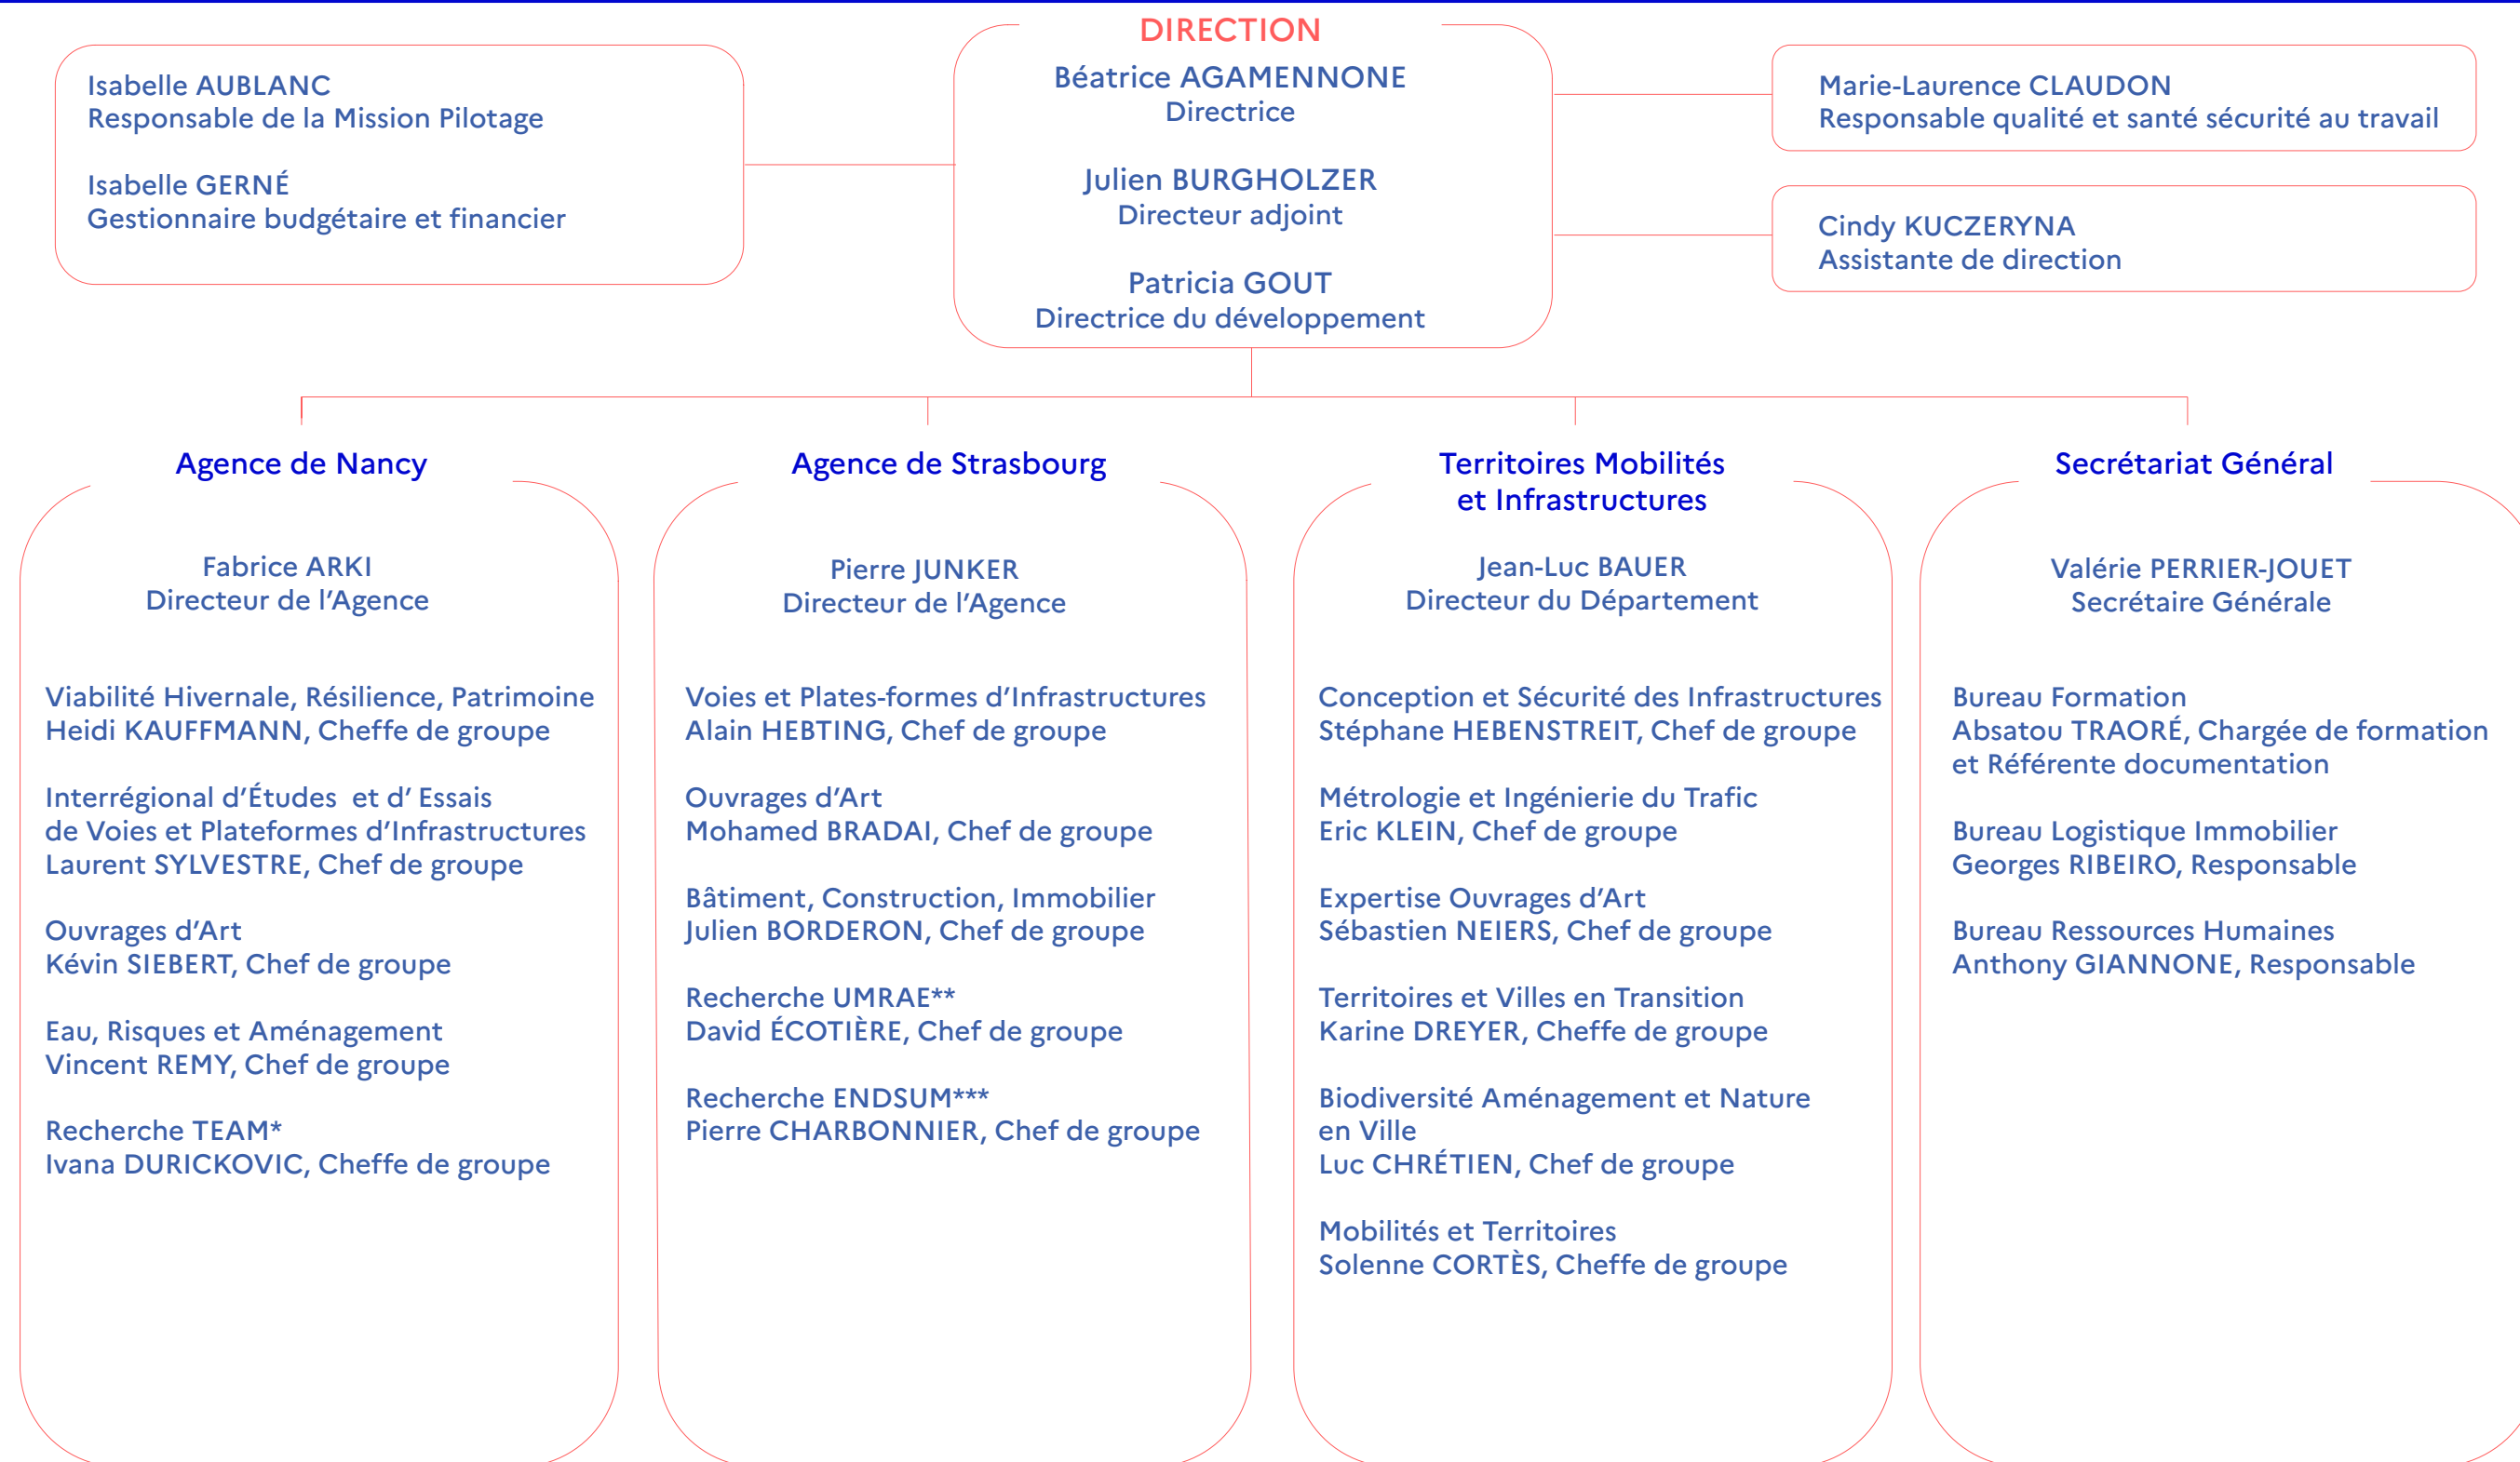 DIRECTION
Béatrice AGAMENNONE
Directrice
Julien BURGHOLZER
Directeur adjoint
Patricia GOUT
Directrice du développement
Isabelle AUBLANC
Responsable de la Mission Pilotage
Isabelle GERNÉ
Gestionnaire budgétaire et financier
Marie-Laurence CLAUDON
Responsable qualité et santé sécurité au travail
Cindy KUCZERYNA
Assistante de direction
Agence de Nancy
Fabrice ARKI
Directeur de l’Agence
Viabilité Hivernale, Résilience, Patrimoine
Heidi KAUFFMANN, Cheffe de groupe
Interrégional d’Études  et d’ Essais
de Voies et Plateformes d’Infrastructures
Laurent SYLVESTRE, Chef de groupe
Ouvrages d’Art
Kévin SIEBERT, Chef de groupe
Eau, Risques et Aménagement
Vincent REMY, Chef de groupe
Recherche TEAM*
Ivana DURICKOVIC, Cheffe de groupe
Agence de Strasbourg
Pierre JUNKER
Directeur de l’Agence
Voies et Plates-formes d’Infrastructures
Alain HEBTING, Chef de groupe
Ouvrages d’Art
Mohamed BRADAI, Chef de groupe
Bâtiment, Construction, Immobilier
Julien BORDERON, Chef de groupe
Recherche UMRAE**
David ÉCOTIÈRE, Chef de groupe
Recherche ENDSUM***
Pierre CHARBONNIER, Chef de groupe
Territoires Mobilités
et Infrastructures
Jean-Luc BAUER
Directeur du Département
Conception et Sécurité des Infrastructures
Stéphane HEBENSTREIT, Chef de groupe
Métrologie et Ingénierie du Trafic
Eric KLEIN, Chef de groupe
Expertise Ouvrages d’Art
Sébastien NEIERS, Chef de groupe
Territoires et Villes en Transition
Karine DREYER, Cheffe de groupe
Biodiversité Aménagement et Nature
en Ville
Luc CHRÉTIEN, Chef de groupe
Mobilités et Territoires
Solenne CORTÈS, Cheffe de groupe
Secrétariat Général
Valérie PERRIER-JOUET
Secrétaire Générale
Bureau Formation
Absatou TRAORÉ, Chargée de formation
et Référente documentation
Bureau Logistique Immobilier
Georges RIBEIRO, Responsable
Bureau Ressources Humaines
Anthony GIANNONE, Responsable